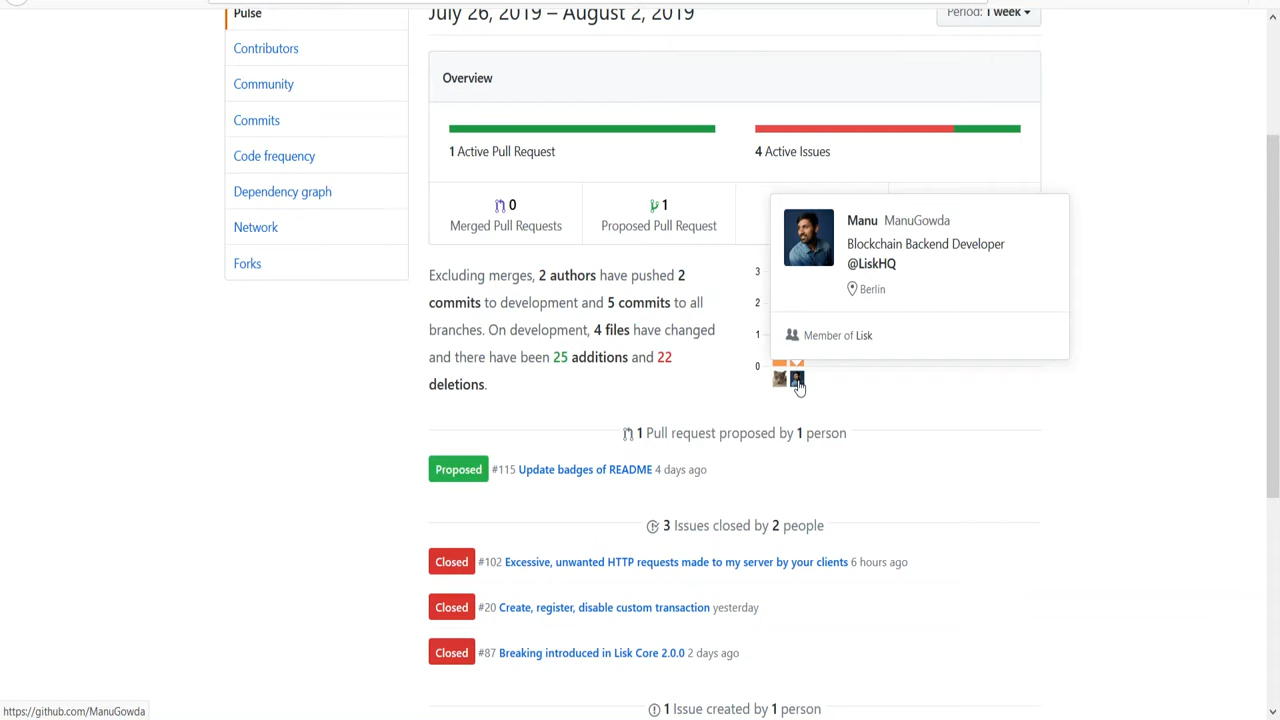 Pulse
July 26, 2019 – August 2, 2019
Period: 1 week
Contributors
Community
Commits
Code frequency
Dependency graph
Network
Forks
Overview
1 Active Pull Request
4 Active Issues
0
Merged Pull Requests
1
Proposed Pull Request
Manu ManuGowda
Blockchain Backend Developer
@LiskHQ
Berlin
Member of Lisk
Excluding merges, 2 authors have pushed 2
commits to development and 5 commits to all
branches. On development, 4 files have changed
and there have been 25 additions and 22
deletions.
3
2
1
0
1 Pull request proposed by 1 person
Proposed #115 Update badges of README 4 days ago
3 Issues closed by 2 people
Closed #102 Excessive, unwanted HTTP requests made to my server by your clients 6 hours ago
Closed #20 Create, register, disable custom transaction yesterday
Closed #87 Breaking introduced in Lisk Core 2.0.0 2 days ago
1 Issue created by 1 person
https://github.com/ManuGowda